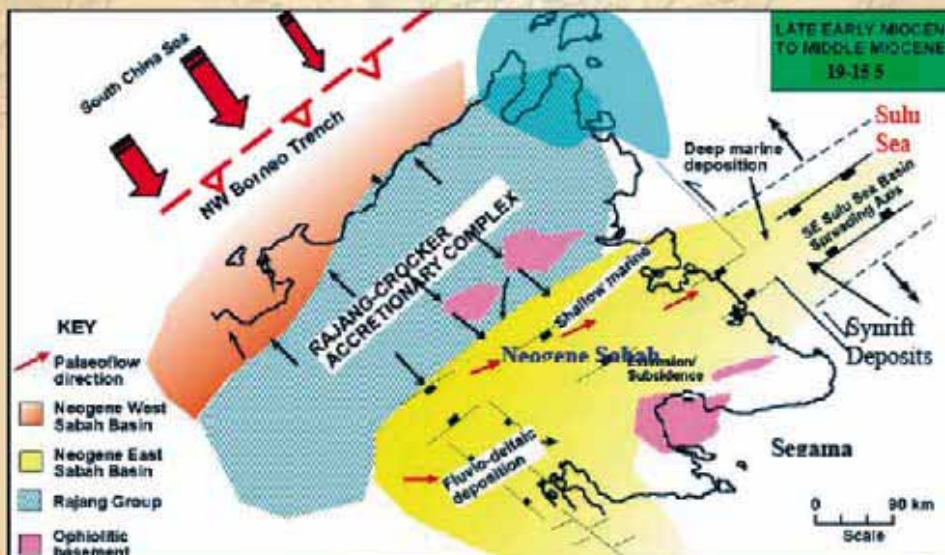 LATE EARLY MIOCEN
TO MIDDLE MIOCENE
19-15 5
South China Sea
NW Borneo Trench
Sulu
Sea
Deep marine
deposition
SE Sulu Sea Basin
Spreading Axis
RAJANG-CROCKER
ACCRETIONARY COMPLEX
Shallow marine
Synrift
Deposits
Neogene Sabah
Extension/
Subsidence
Fluvio-deltaic
deposition
Segama
KEY
Palaeoflow
direction
Neogene West
Sabah Basin
Neogene East
Sabah Basin
Rajang Group
Ophiolitic
basement
0 90 km
Scale